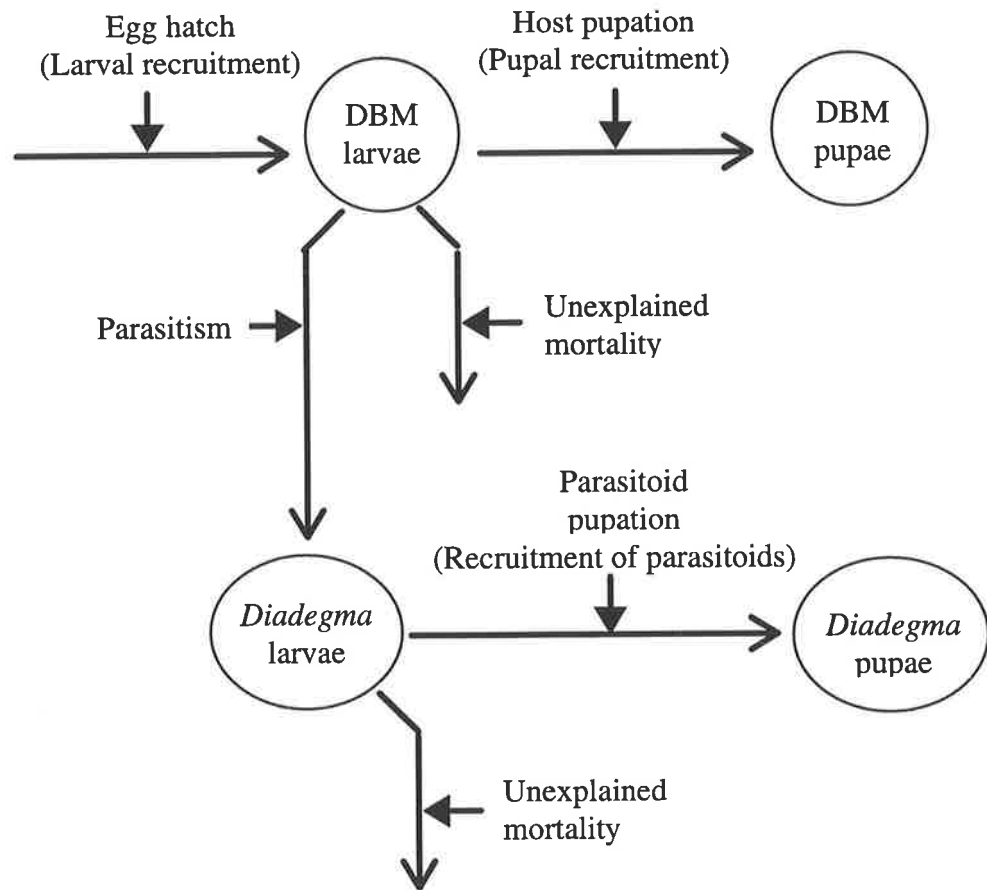 Egg hatch
(Larval recruitment)
Host pupation
(Pupal recruitment)
DBM
larvae
DBM
pupae
Parasitism
Unexplained
mortality
Parasitoid
pupation
(Recruitment of parasitoids)
Diadegma
larvae
Diadegma
pupae
Unexplained
mortality